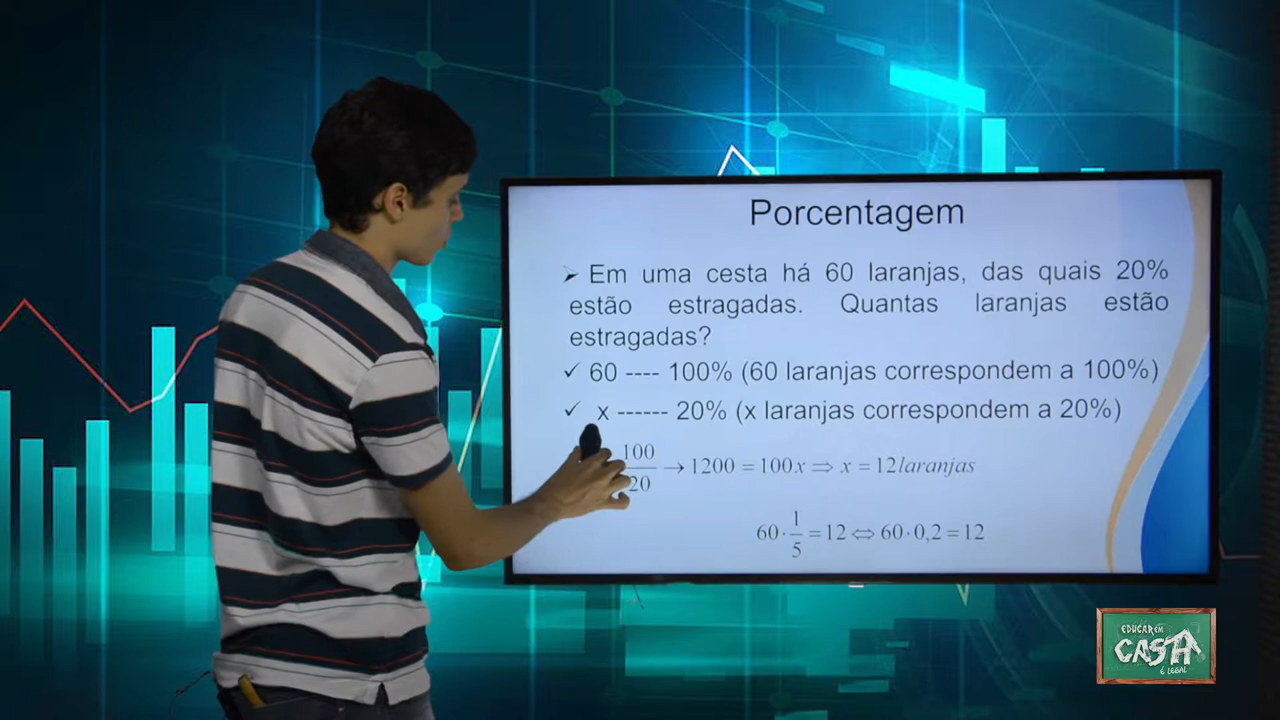 Porcentagem
➤ Em uma cesta há 60 laranjas, das quais 20%
estão estragadas. Quantas laranjas estão
estragadas?
✓ 60 ---- 100% (60 laranjas correspondem a 100%)
✓ x ------ 20% (x laranjas correspondem a 20%)
100/20 → 1200 = 100x ⇒ x = 12laranjas
60 · 1/5 = 12 ⇔ 60 · 0,2 = 12
EDUCAR EM
CASA
É LEGAL